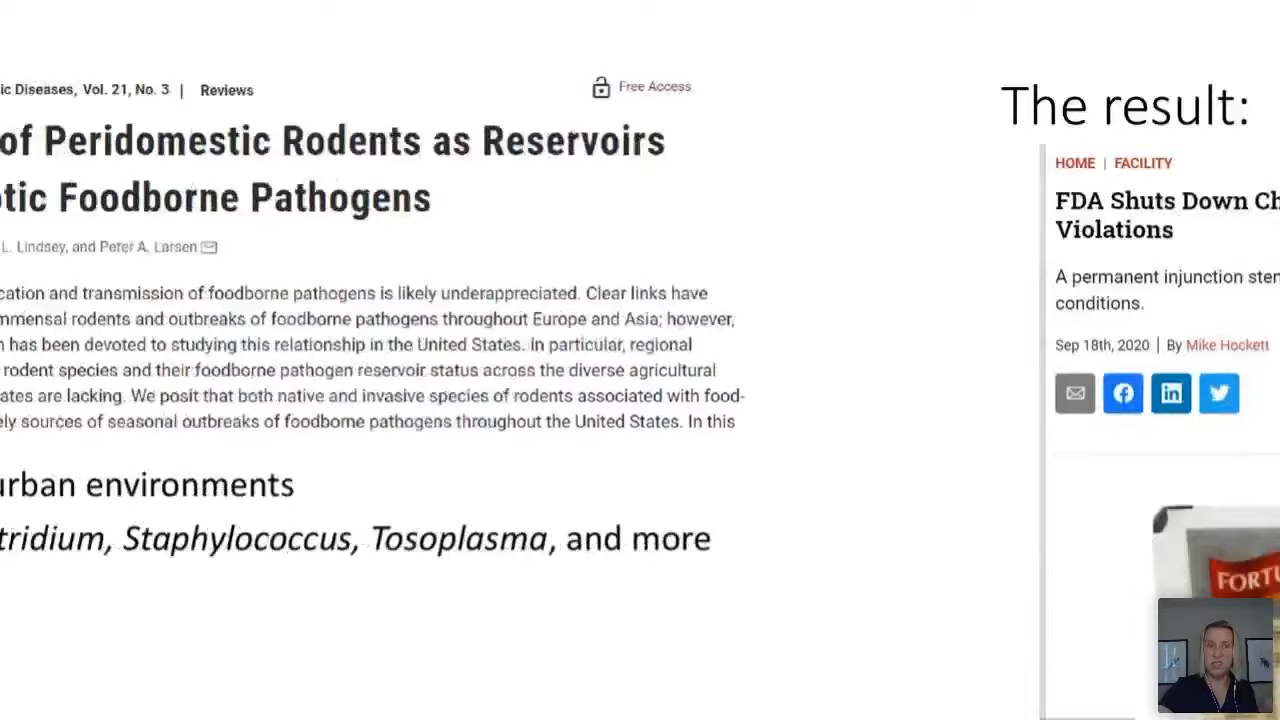 ic Diseases, Vol. 21, No. 3 | Reviews
Free Access
of Peridomestic Rodents as Reservoirs
otic Foodborne Pathogens
L. Lindsey, and Peter A. Larsen
cation and transmission of foodborne pathogens is likely underappreciated. Clear links have
mmensal rodents and outbreaks of foodborne pathogens throughout Europe and Asia; however,
n has been devoted to studying this relationship in the United States. In particular, regional
rodent species and their foodborne pathogen reservoir status across the diverse agricultural
ates are lacking. We posit that both native and invasive species of rodents associated with food-
ely sources of seasonal outbreaks of foodborne pathogens throughout the United States. In this
urban environments
tridium, Staphylococcus, Tosoplasma, and more
The result:
HOME | FACILITY
FDA Shuts Down Ch
Violations
A permanent injunction sten
conditions.
Sep 18th, 2020 | By Mike Hockett
FORTU